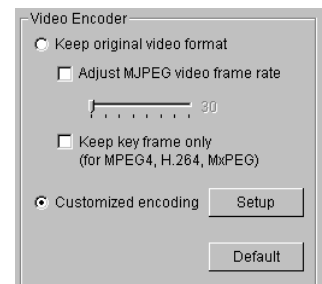 Video Encoder
Keep original video format
Adjust MJPEG video frame rate
30
Keep key frame only
(for MPEG4, H.264, MxPEG)
Customized encoding Setup
Default